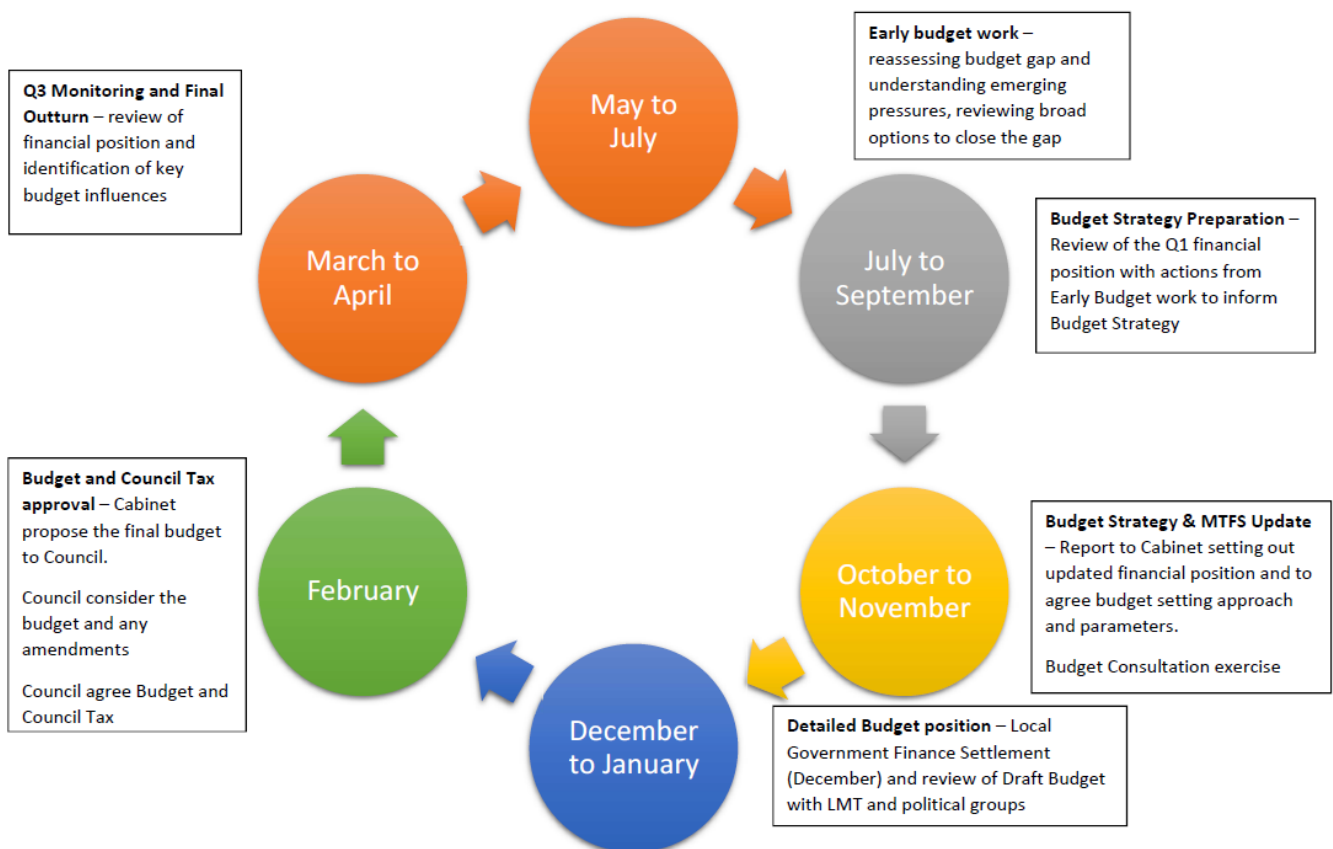 May to
July
Early budget work –
reassessing budget gap and
understanding emerging
pressures, reviewing broad
options to close the gap
July to
September
Budget Strategy Preparation –
Review of the Q1 financial
position with actions from
Early Budget work to inform
Budget Strategy
October to
November
Budget Strategy & MTFS Update
– Report to Cabinet setting out
updated financial position and to
agree budget setting approach
and parameters.
Budget Consultation exercise
December
to January
Detailed Budget position – Local
Government Finance Settlement
(December) and review of Draft Budget
with LMT and political groups
February
Budget and Council Tax
approval – Cabinet
propose the final budget
to Council.
Council consider the
budget and any
amendments
Council agree Budget and
Council Tax
March to
April
Q3 Monitoring and Final
Outturn – review of
financial position and
identification of key
budget influences